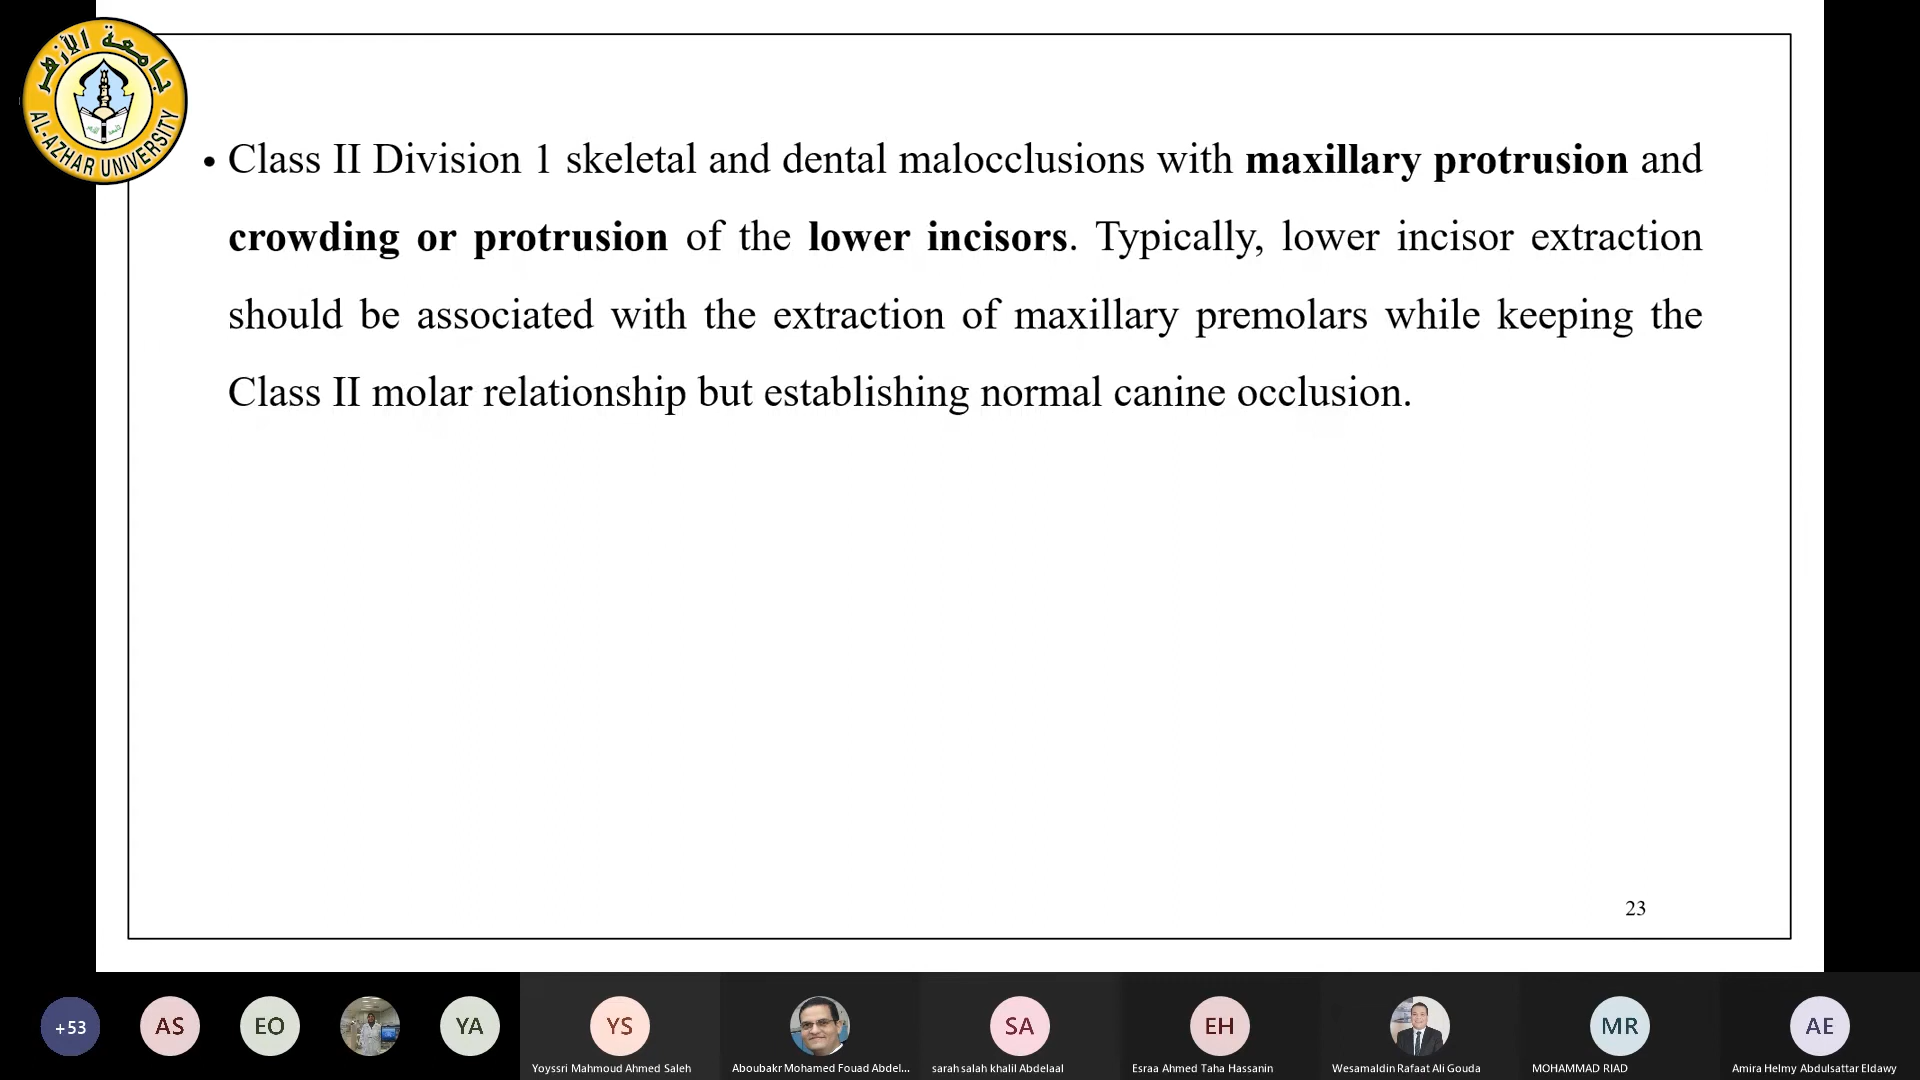 جامعة الأزهر
AL-AZHAR UNIVERSITY
• Class II Division 1 skeletal and dental malocclusions with maxillary protrusion and
crowding or protrusion of the lower incisors. Typically, lower incisor extraction
should be associated with the extraction of maxillary premolars while keeping the
Class II molar relationship but establishing normal canine occlusion.
23
+53
AS
EO
YA
YS
SA
EH
MR
AE
Yoyssri Mahmoud Ahmed Saleh
Aboubakr Mohamed Fouad Abdel...
sarah salah khalil Abdelaal
Esraa Ahmed Taha Hassanin
Wesamaldin Rafaat Ali Gouda
MOHAMMAD RIAD
Amira Helmy Abdulsattar Eldawy